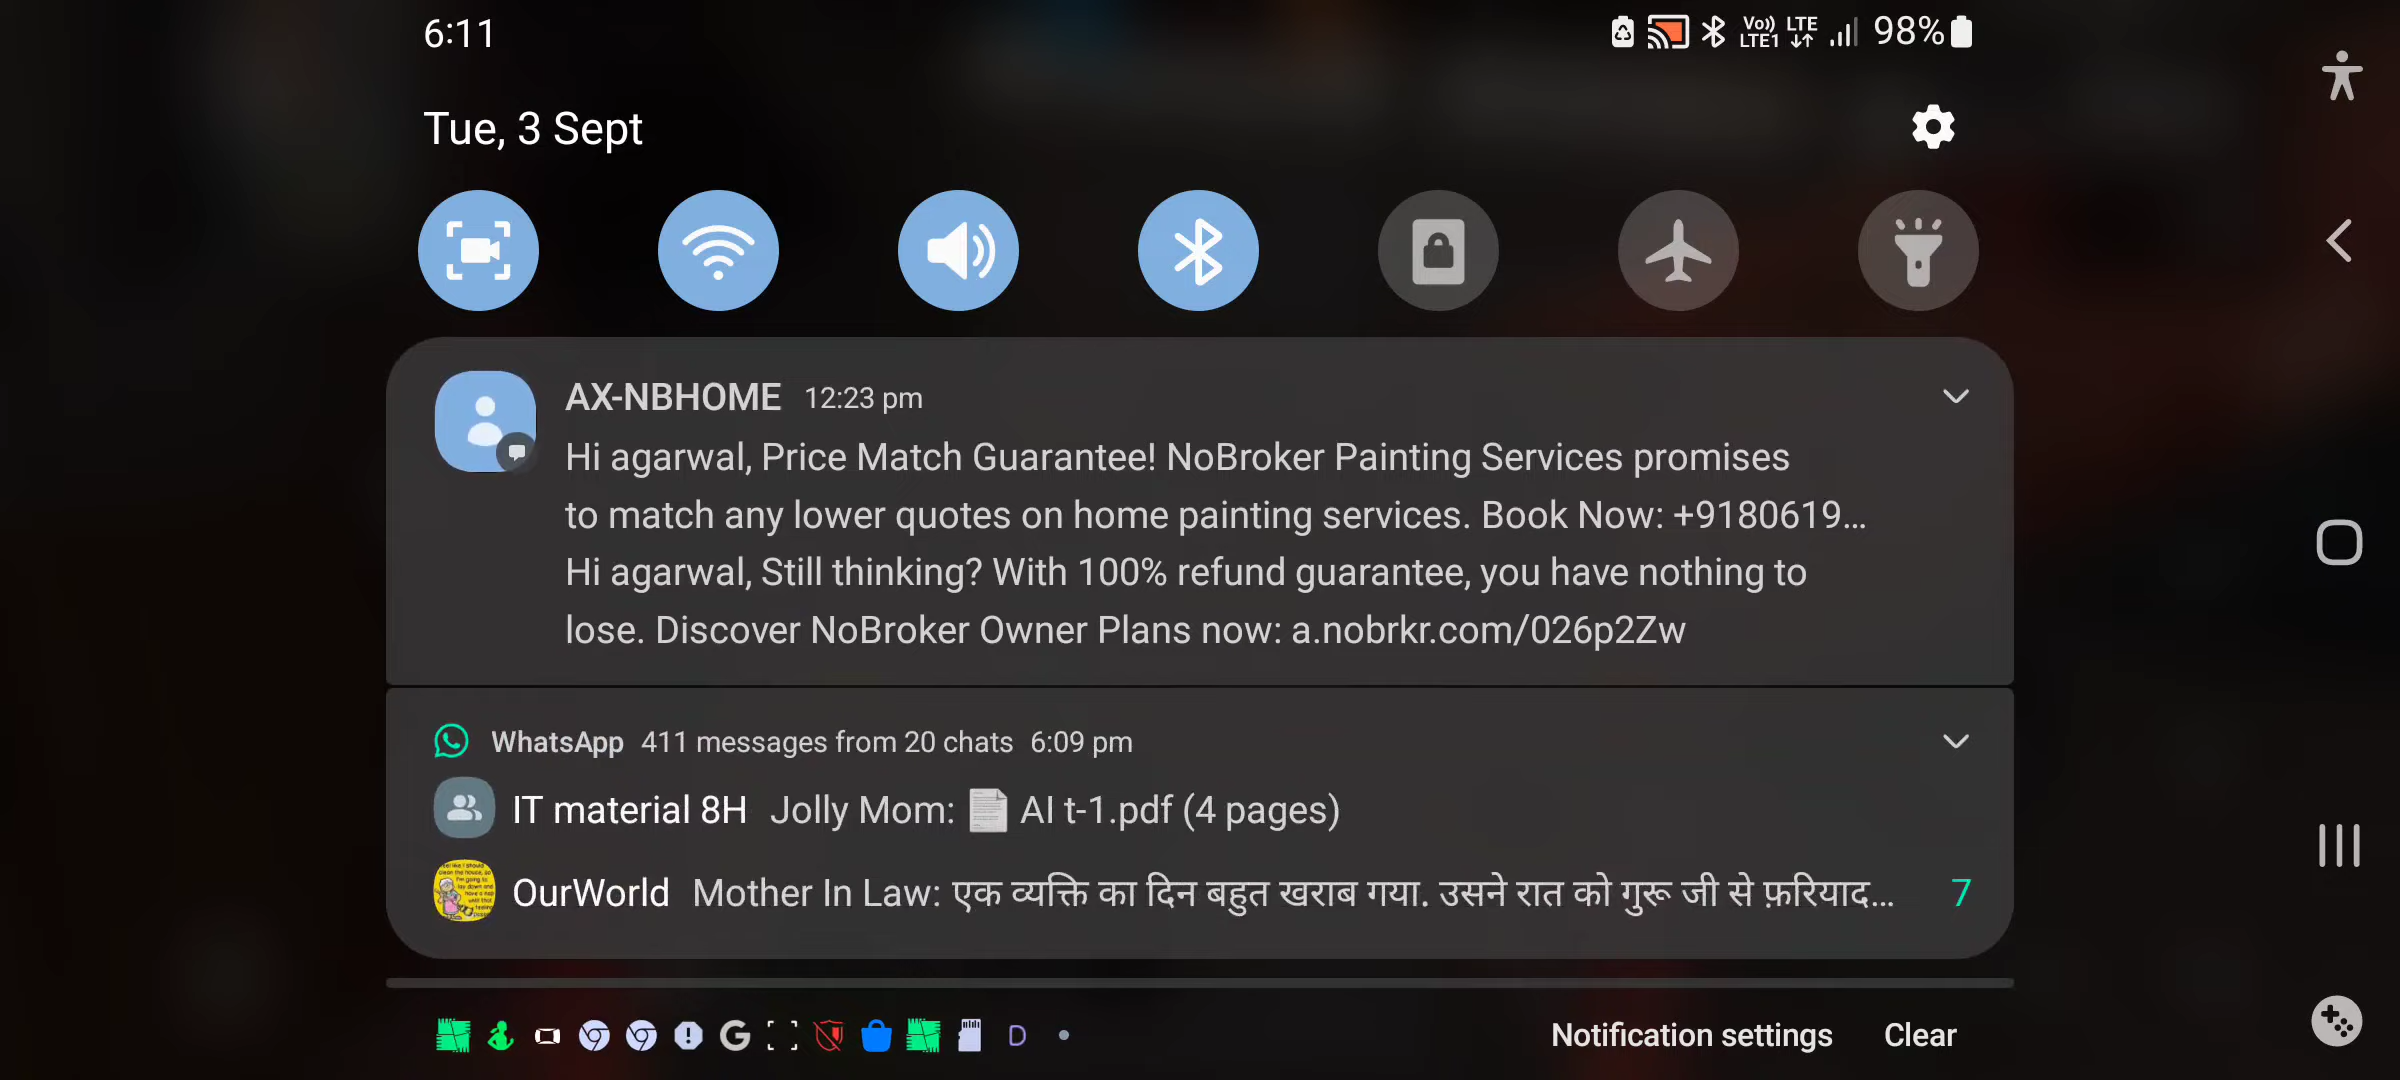 6:11
Vo)) LTE1 LTE 98%
Tue, 3 Sept
AX-NBHOME 12:23 pm
Hi agarwal, Price Match Guarantee! NoBroker Painting Services promises
to match any lower quotes on home painting services. Book Now: +9180619…
Hi agarwal, Still thinking? With 100% refund guarantee, you have nothing to
lose. Discover NoBroker Owner Plans now: a.nobrkr.com/026p2Zw
WhatsApp 411 messages from 20 chats 6:09 pm
IT material 8H Jolly Mom: AI t-1.pdf (4 pages)
OurWorld Mother In Law: एक व्यक्ति का दिन बहुत खराब गया. उसने रात को गुरू जी से फ़रियाद… 7
G D Notification settings Clear